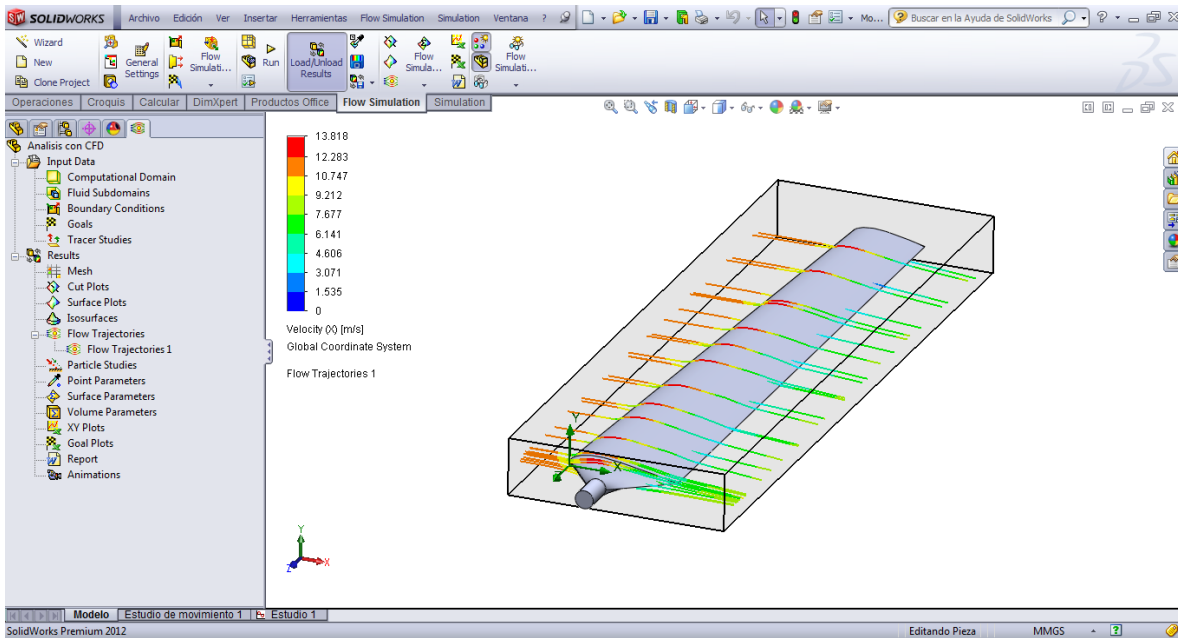 SOLIDWORKS Archivo Edición Ver Insertar Herramientas Flow Simulation Simulation Ventana ? Mo... Buscar en la Ayuda de SolidWorks
Wizard
New
Clone Project
General Settings
Flow Simulati...
Run
Load/Unload Results
Flow Simula...
Flow Simulati...
Operaciones Croquis Calcular DimXpert Productos Office Flow Simulation Simulation
Analisis con CFD
Input Data
Computational Domain
Fluid Subdomains
Boundary Conditions
Goals
Tracer Studies
Results
Mesh
Cut Plots
Surface Plots
Isosurfaces
Flow Trajectories
Flow Trajectories 1
Particle Studies
Point Parameters
Surface Parameters
Volume Parameters
XY Plots
Goal Plots
Report
Animations
13.818
12.283
10.747
9.212
7.677
6.141
4.606
3.071
1.535
0
Velocity (X) [m/s]
Global Coordinate System
Flow Trajectories 1
Y
X
Z
Y
X
Z
Modelo Estudio de movimiento 1 Estudio 1
SolidWorks Premium 2012 Editando Pieza MMGS